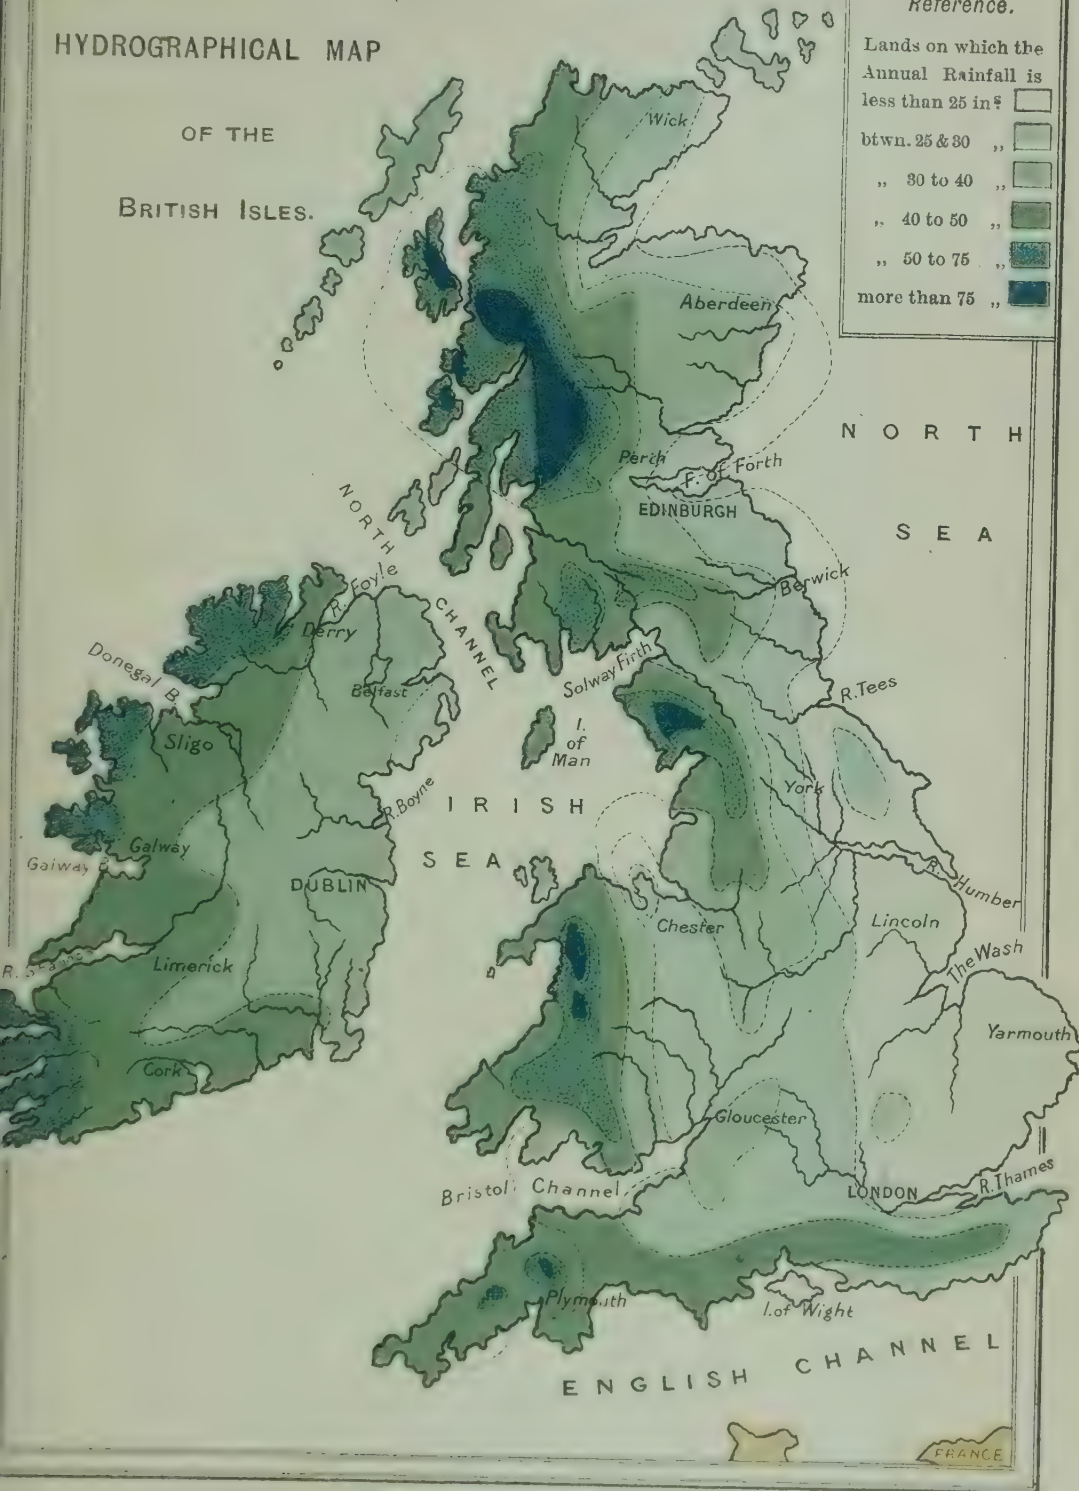 HYDROGRAPHICAL MAP
OF THE
BRITISH ISLES.
Reference.
Lands on which the
Annual Rainfall is
less than 25 ins.
btwn. 25 & 30 „
„ 30 to 40 „
„ 40 to 50 „
„ 50 to 75 „
more than 75 „
Wick
Aberdeen
NORTH
SEA
Perth
F. of Forth
EDINBURGH
NORTH
CHANNEL
Berwick
R. Foyle
Derry
Donegal B.
Belfast
Solway Firth
R. Tees
Sligo
I.
of
Man
York
R. Boyne
IRISH
SEA
Galway
Galway B.
DUBLIN
R. Humber
Chester
Lincoln
The Wash
R. Shannon
Limerick
Yarmouth
Cork
Gloucester
Bristol Channel
LONDON
R. Thames
Plymouth
I. of Wight
ENGLISH CHANNEL
FRANCE